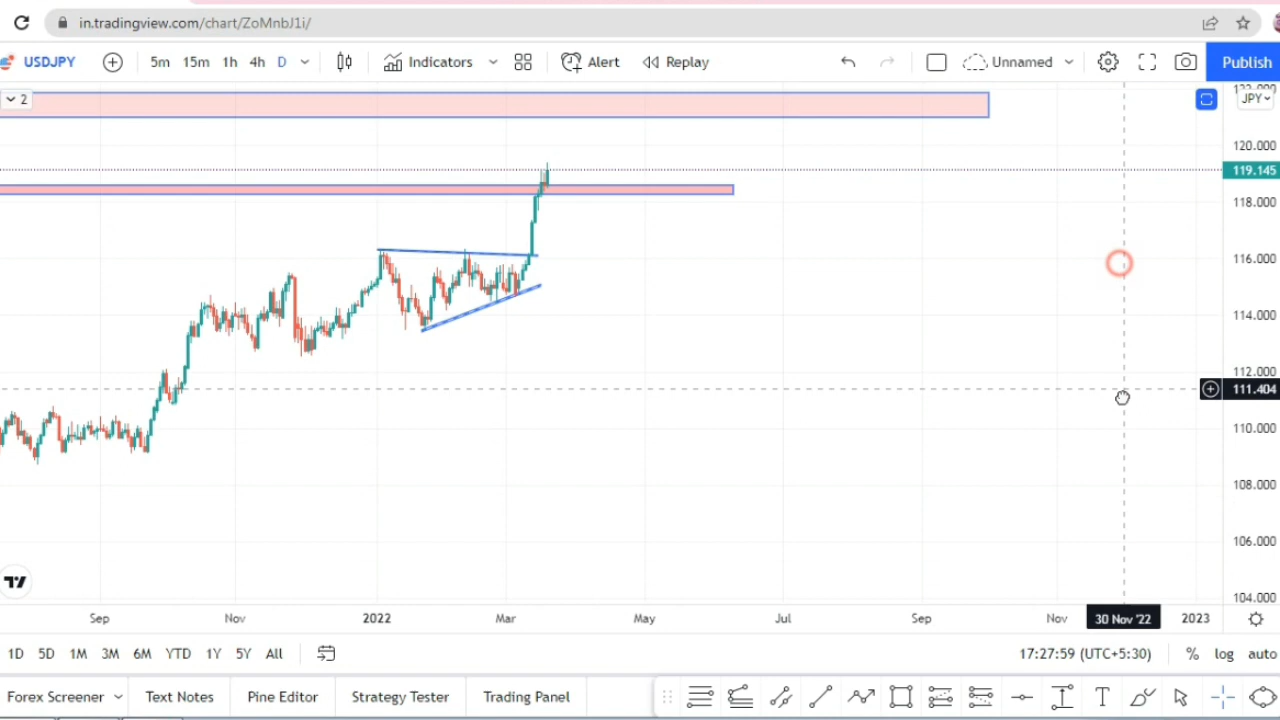 in.tradingview.com/chart/ZoMnbJ1i/
USDJPY 5m 15m 1h 4h D Indicators Alert Replay Unnamed Publish
2
JPY
120.000
119.145
118.000
116.000
114.000
112.000
111.404
110.000
108.000
106.000
104.000
Sep Nov 2022 Mar May Jul Sep Nov 30 Nov '22 2023
1D 5D 1M 3M 6M YTD 1Y 5Y All 17:27:59 (UTC+5:30) % log auto
Forex Screener Text Notes Pine Editor Strategy Tester Trading Panel